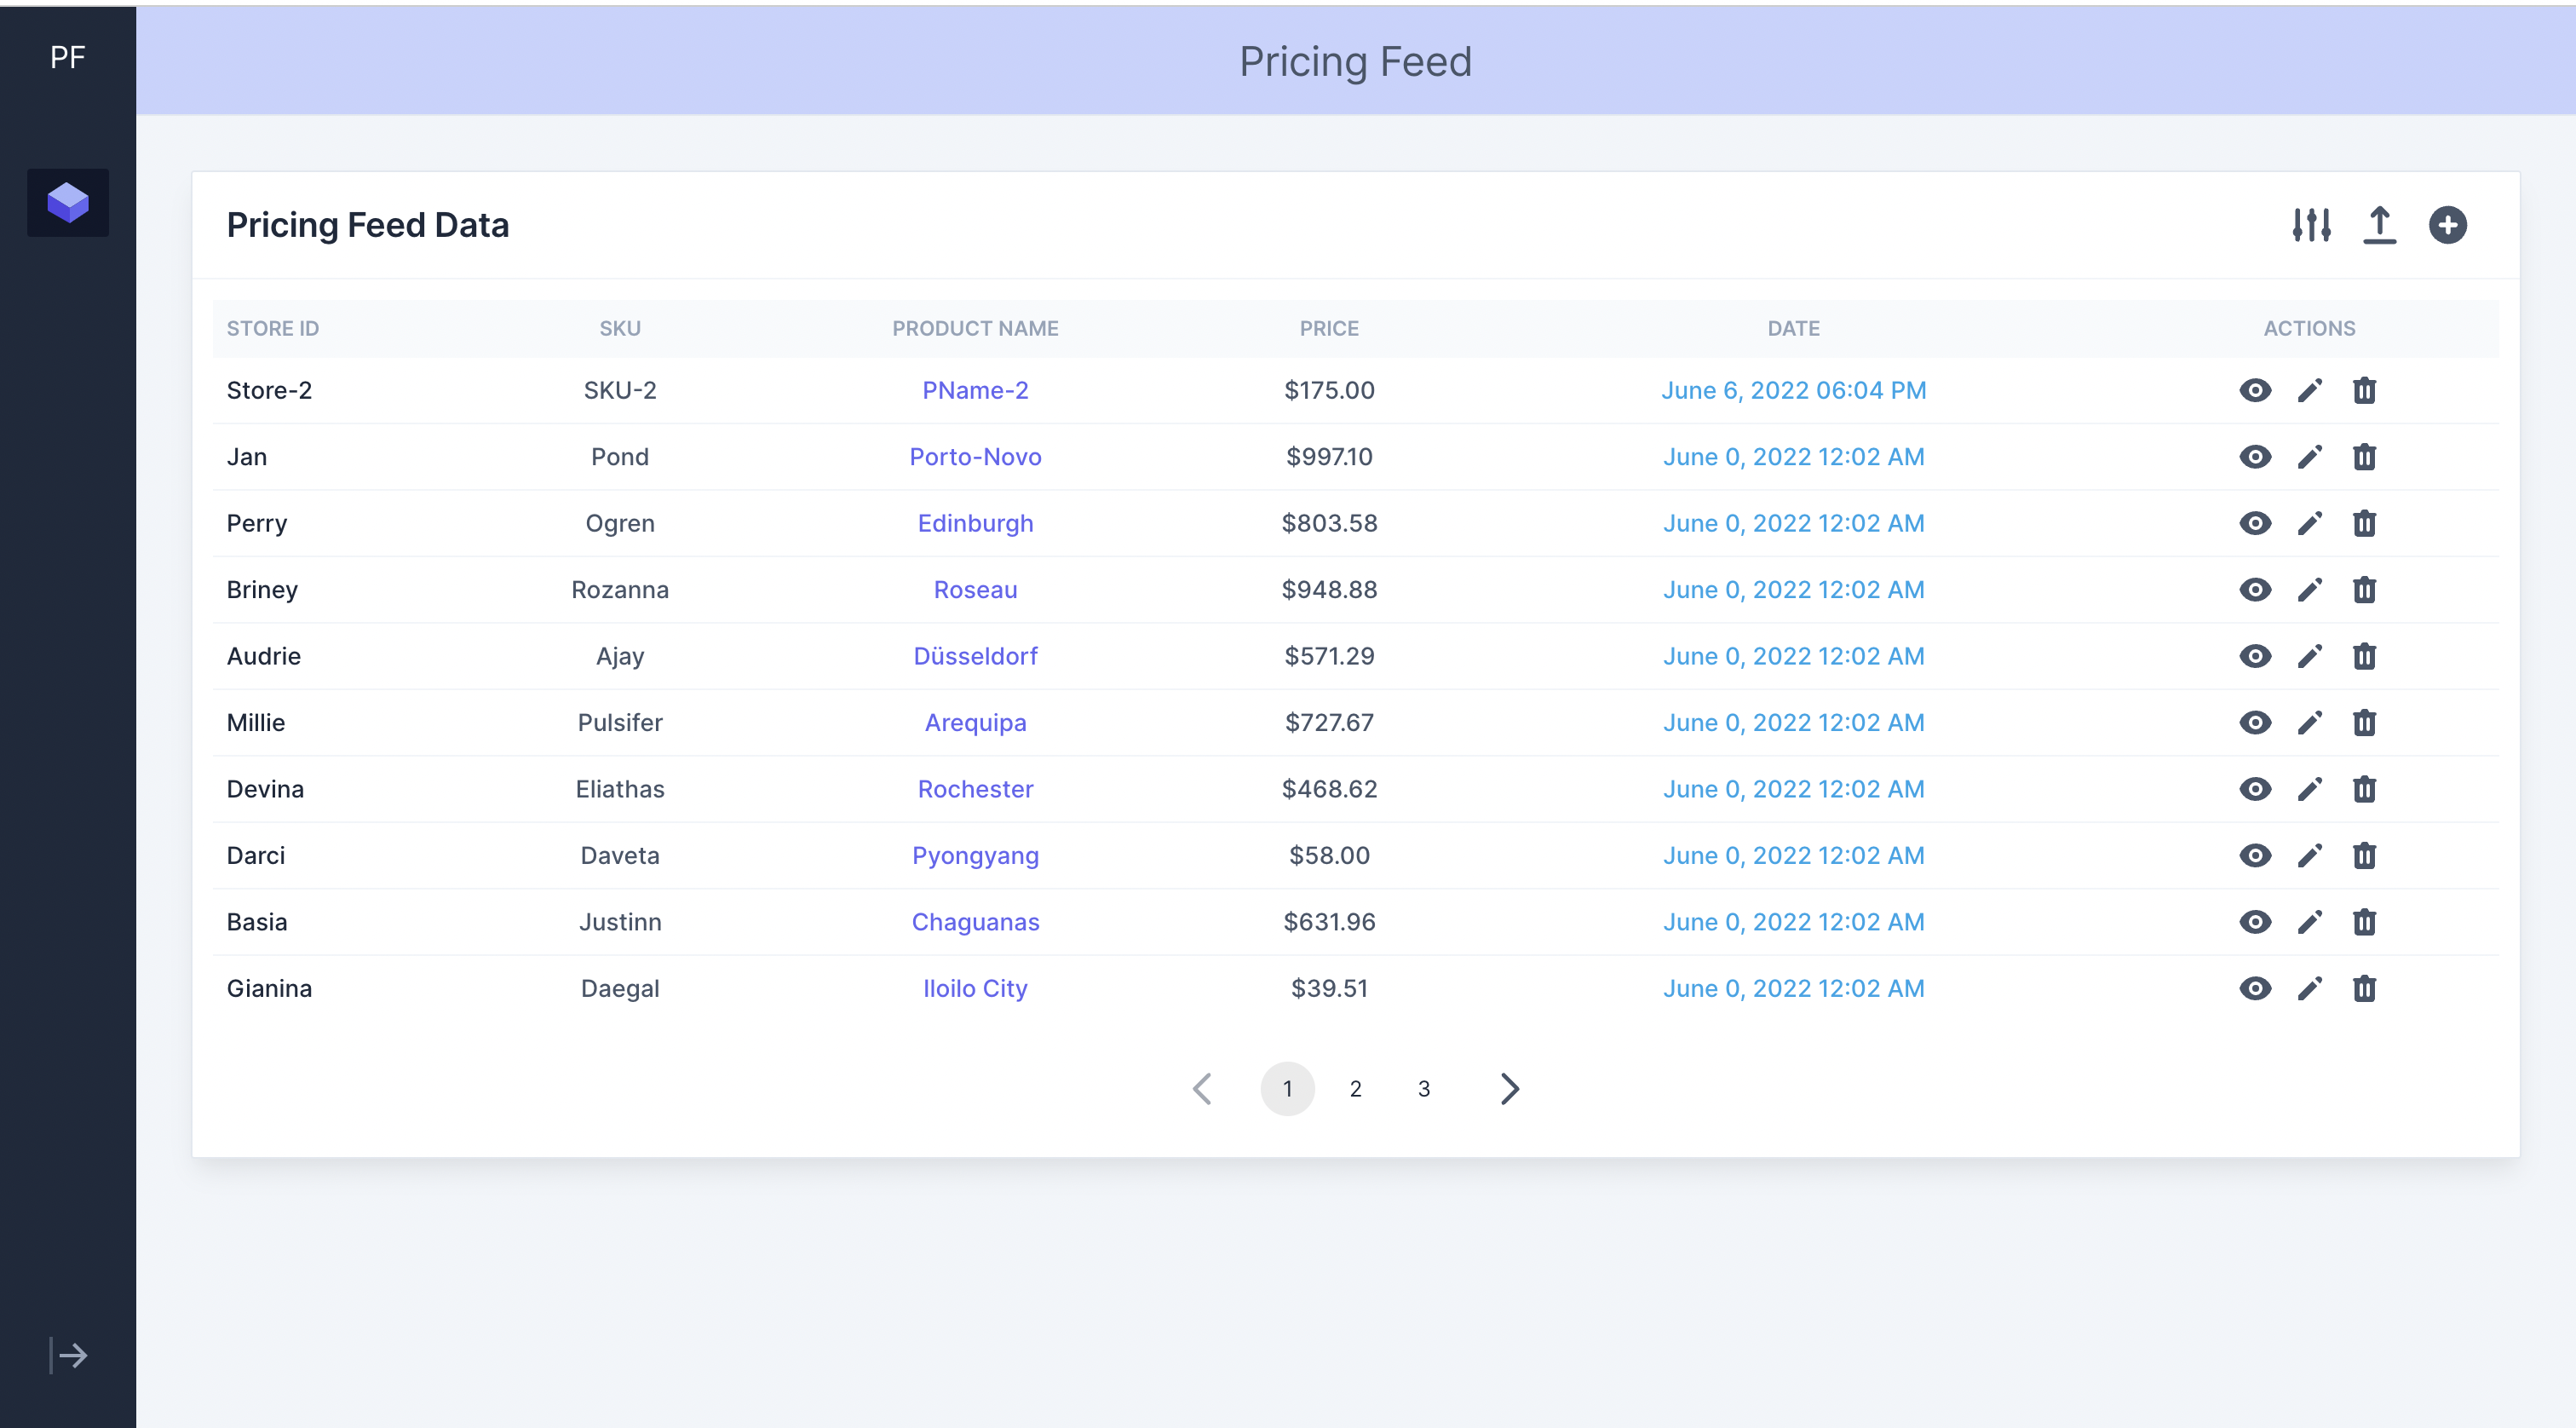 PF
Pricing Feed
Pricing Feed Data
STORE ID SKU PRODUCT NAME PRICE DATE ACTIONS
Store-2 SKU-2 PName-2 $175.00 June 6, 2022 06:04 PM
Jan Pond Porto-Novo $997.10 June 0, 2022 12:02 AM
Perry Ogren Edinburgh $803.58 June 0, 2022 12:02 AM
Briney Rozanna Roseau $948.88 June 0, 2022 12:02 AM
Audrie Ajay Düsseldorf $571.29 June 0, 2022 12:02 AM
Millie Pulsifer Arequipa $727.67 June 0, 2022 12:02 AM
Devina Eliathas Rochester $468.62 June 0, 2022 12:02 AM
Darci Daveta Pyongyang $58.00 June 0, 2022 12:02 AM
Basia Justinn Chaguanas $631.96 June 0, 2022 12:02 AM
Gianina Daegal Iloilo City $39.51 June 0, 2022 12:02 AM
1 2 3